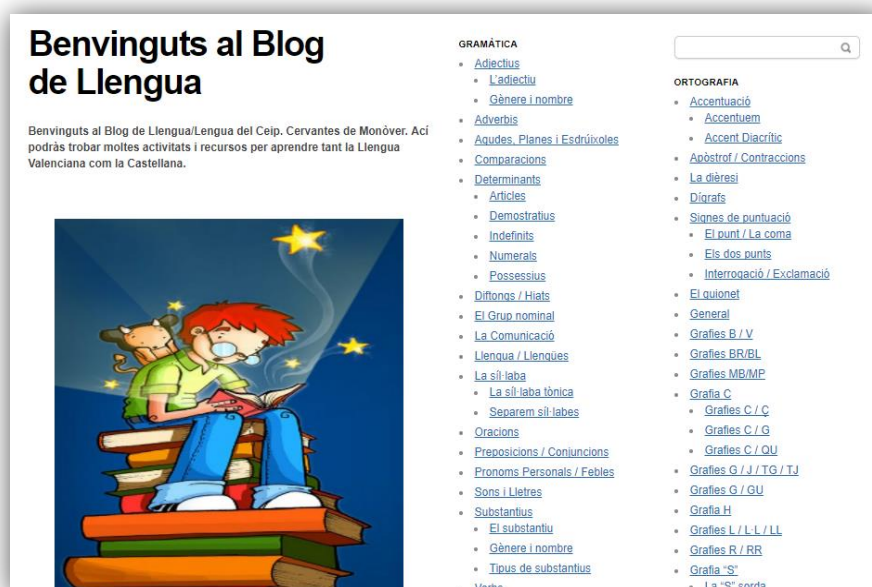 Benvinguts al Blog
de Llengua
Benvinguts al Blog de Llengua/Lengua del Ceip. Cervantes de Monòver. Ací
podràs trobar moltes activitats i recursos per aprendre tant la Llengua
Valenciana com la Castellana.
GRAMÀTICA
Adjectius
L'adjectiu
Gènere i nombre
Adverbis
Agudes, Planes i Esdrúixoles
Comparacions
Determinants
Articles
Demostratius
Indefinits
Numerals
Possessius
Diftongs / Hiats
El Grup nominal
La Comunicació
Llengua / Llengües
La síl·laba
La síl·laba tònica
Separem síl·labes
Oracions
Preposicions / Conjuncions
Pronoms Personals / Febles
Sons i Lletres
Substantius
El substantiu
Gènere i nombre
Tipus de substantius
Verbs
ORTOGRAFIA
Accentuació
Accentuem
Accent Diacrític
Apòstrof / Contraccions
La dièresi
Dígrafs
Signes de puntuació
El punt / La coma
Els dos punts
Interrogació / Exclamació
El guionet
General
Grafies B / V
Grafies BR/BL
Grafies MB/MP
Grafia C
Grafies C / Ç
Grafies C / G
Grafies C / QU
Grafies G / J / TG / TJ
Grafies G / GU
Grafia H
Grafies L / L·L / LL
Grafies R / RR
Grafia "S"
La "S" sorda